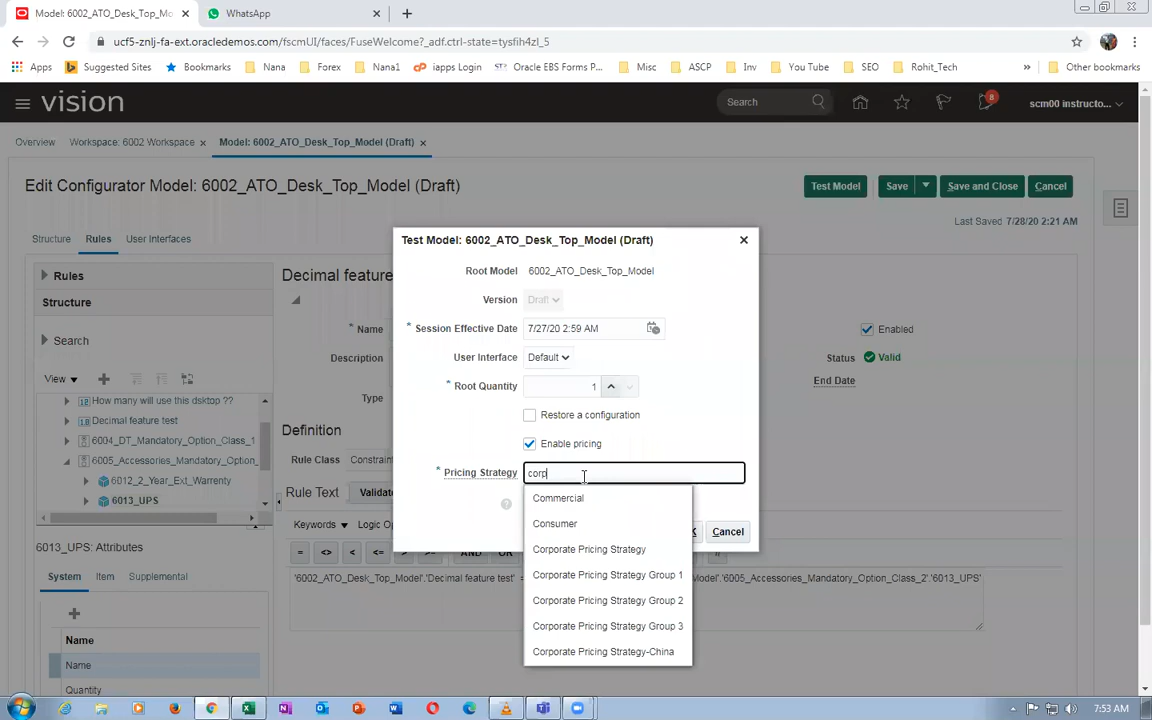 Model: 6002_ATO_Desk_Top_Mo
WhatsApp
ucf5-znlj-fa-ext.oracledemos.com/fscmUI/faces/FuseWelcome?_adf.ctrl-state=tysfih4zl_5
Apps
Suggested Sites
Bookmarks
Nana
Forex
Nana1
iapps Login
Oracle EBS Forms P...
Misc
ASCP
Inv
You Tube
SEO
Rohit_Tech
»
Other bookmarks
vision
Search
8
scm00 instructo...
Overview
Workspace: 6002 Workspace
Model: 6002_ATO_Desk_Top_Model (Draft)
Edit Configurator Model: 6002_ATO_Desk_Top_Model (Draft)
Test Model
Save
Save and Close
Cancel
Last Saved 7/28/20 2:21 AM
Structure
Rules
User Interfaces
Rules
Structure
Search
View
How many will use this dsktop ??
Decimal feature test
6004_DT_Mandatory_Option_Class_1
6005_Accessories_Mandatory_Option_
6012_2_Year_Ext_Warrenty
6013_UPS
6013_UPS: Attributes
System
Item
Supplemental
Name
Name
Quantity
Decimal feature
* Name
Description
Type
Enabled
Status
Valid
End Date
Definition
Rule Class
Constraint
Rule Text
Validate
Keywords
Logic Op
= <> < <= AND OR
'6002_ATO_Desk_Top_Model'.'Decimal feature test' =
Model'.'6005_Accessories_Mandatory_Option_Class_2'.'6013_UPS'
Test Model: 6002_ATO_Desk_Top_Model (Draft)
Root Model
6002_ATO_Desk_Top_Model
Version
Draft
* Session Effective Date
7/27/20 2:59 AM
User Interface
Default
* Root Quantity
1
Restore a configuration
Enable pricing
* Pricing Strategy
corp
Commercial
Consumer
Corporate Pricing Strategy
Corporate Pricing Strategy Group 1
Corporate Pricing Strategy Group 2
Corporate Pricing Strategy Group 3
Corporate Pricing Strategy-China
Cancel
7:53 AM